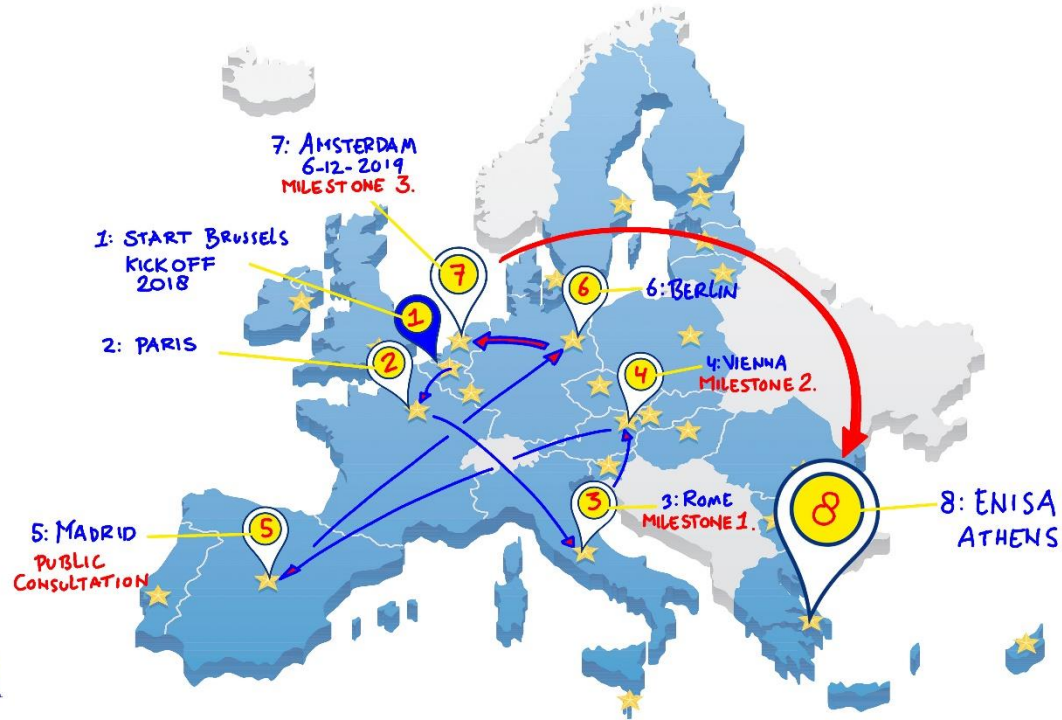 7: AMSTERDAM
6-12-2019
MILESTONE 3.
1: START BRUSSELS
KICKOFF
2018
2: PARIS
7
1
2
6
6: BERLIN
4
4: VIENNA
MILESTONE 2.
3
3: ROME
MILESTONE 1.
5: MADRID
PUBLIC
CONSULTATION
5
8
8: ENISA
ATHENS